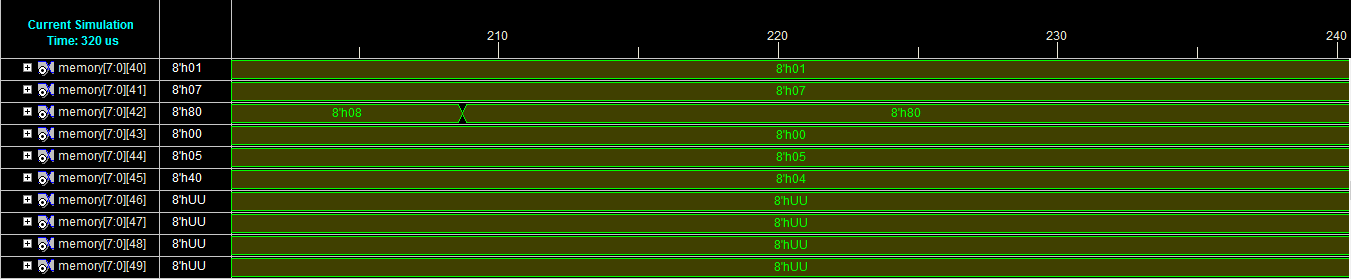 Current Simulation
Time: 320 us
210 220 230 240
memory[7:0][40] 8'h01 8'h01
memory[7:0][41] 8'h07 8'h07
memory[7:0][42] 8'h80 8'h08 8'h80
memory[7:0][43] 8'h00 8'h00
memory[7:0][44] 8'h05 8'h05
memory[7:0][45] 8'h40 8'h04
memory[7:0][46] 8'hUU 8'hUU
memory[7:0][47] 8'hUU 8'hUU
memory[7:0][48] 8'hUU 8'hUU
memory[7:0][49] 8'hUU 8'hUU